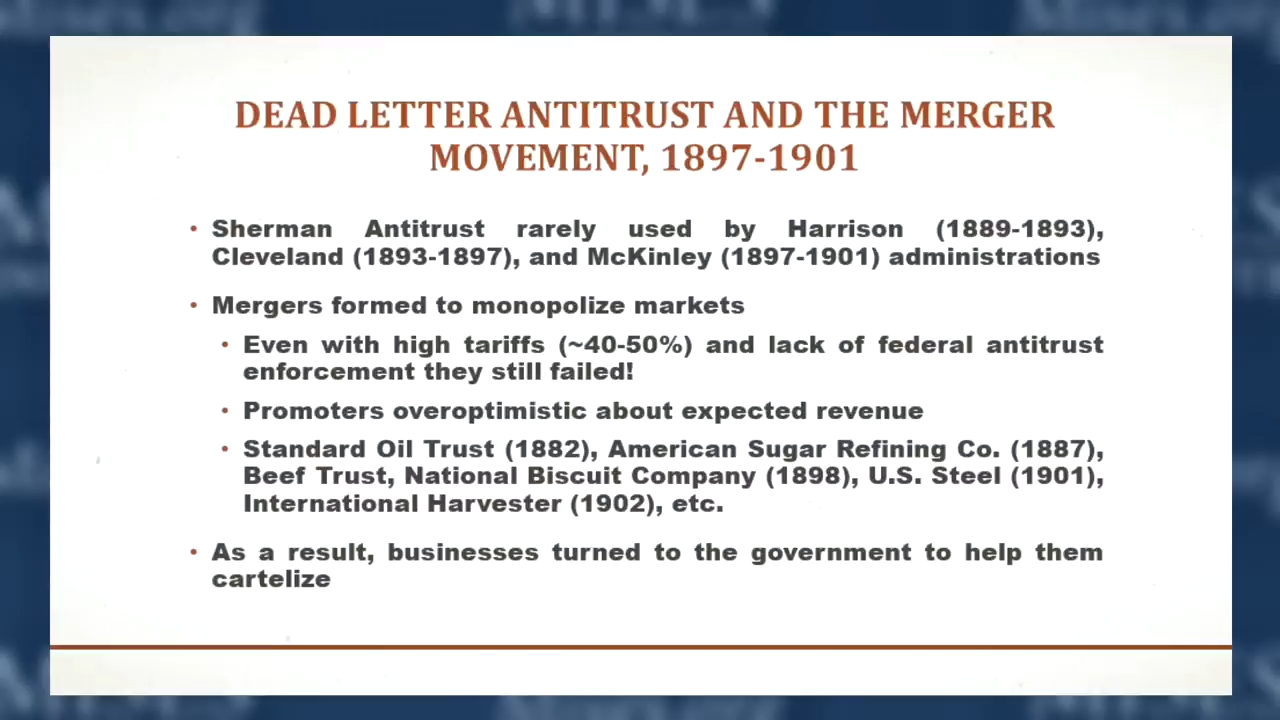 DEAD LETTER ANTITRUST AND THE MERGER
MOVEMENT, 1897-1901
• Sherman Antitrust rarely used by Harrison (1889-1893),
Cleveland (1893-1897), and McKinley (1897-1901) administrations
• Mergers formed to monopolize markets
• Even with high tariffs (~40-50%) and lack of federal antitrust
enforcement they still failed!
• Promoters overoptimistic about expected revenue
• Standard Oil Trust (1882), American Sugar Refining Co. (1887),
Beef Trust, National Biscuit Company (1898), U.S. Steel (1901),
International Harvester (1902), etc.
• As a result, businesses turned to the government to help them
cartelize